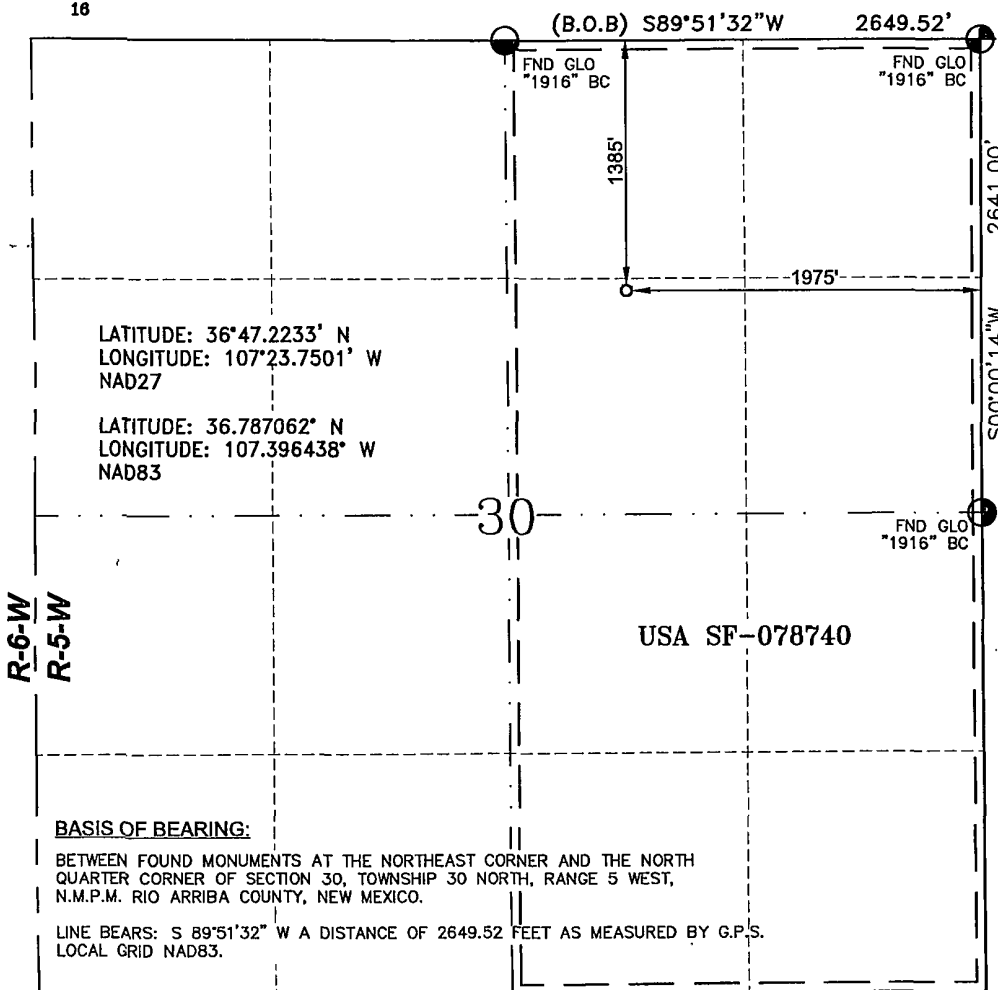 16
(B.O.B) S89°51'32"W 2649.52'
FND GLO
"1916" BC
FND GLO
"1916" BC
1385'
2641.00'
1975'
S00°00'14"W
LATITUDE: 36°47.2233' N
LONGITUDE: 107°23.7501' W
NAD27
LATITUDE: 36.787062° N
LONGITUDE: 107.396438° W
NAD83
30
FND GLO
"1916" BC
R-6-W
R-5-W
USA SF-078740
BASIS OF BEARING:
BETWEEN FOUND MONUMENTS AT THE NORTHEAST CORNER AND THE NORTH
QUARTER CORNER OF SECTION 30, TOWNSHIP 30 NORTH, RANGE 5 WEST,
N.M.P.M. RIO ARRIBA COUNTY, NEW MEXICO.
LINE BEARS: S 89°51'32" W A DISTANCE OF 2649.52 FEET AS MEASURED BY G.P.S.
LOCAL GRID NAD83.